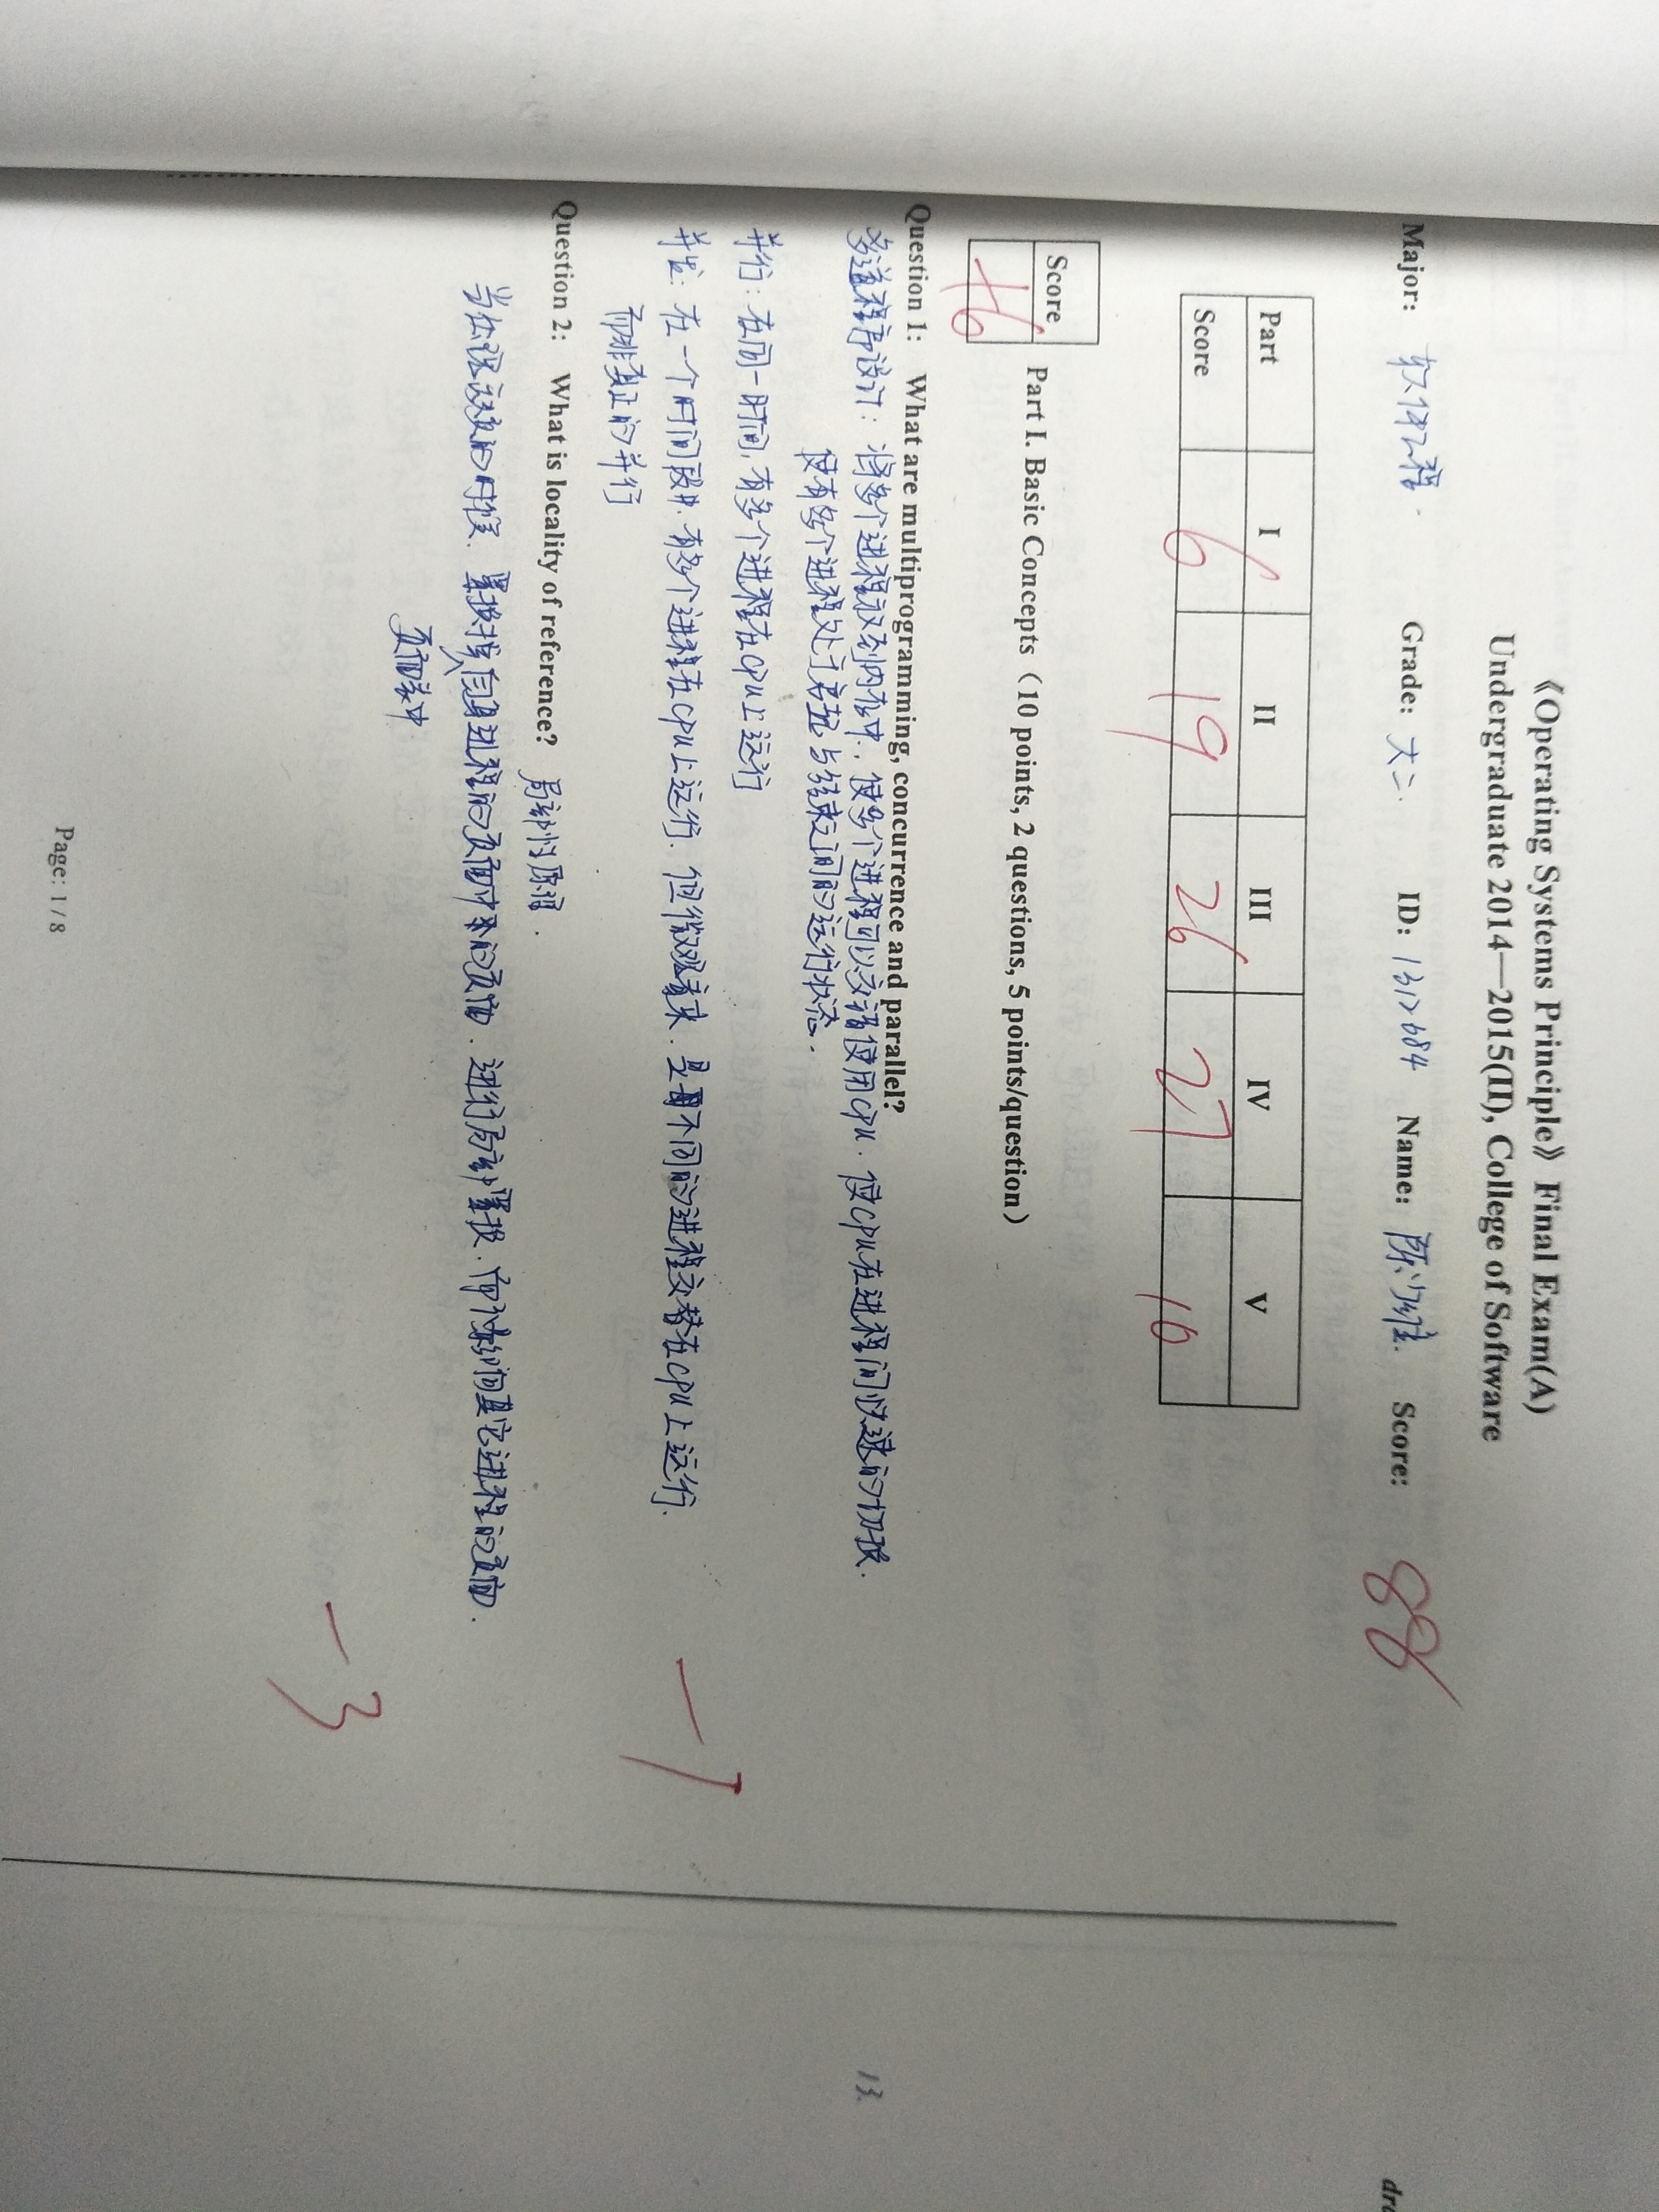 《Operating Systems Principle》 Final Exam(A)
Undergraduate 2014—2015(II), College of Software
Major: 软件工程 Grade: 大二 ID: 1312684 Name: 陈 维 Score: 88
Part I II III IV V
Score 6 19 26 27 10
Score
+6
Part I. Basic Concepts（10 points, 2 questions, 5 points/question）
Question 1: What are multiprogramming, concurrence and parallel?
多道程序设计: 将多个进程放到内存中, 使多个进程可以交错使用CPU. 使CPU在进程间快速的切换.
使有多个进程处于启动与结束之间的运行状态.
并行: 在同一时间, 有多个进程在CPU上运行
并发: 在一个时间段中. 有多个进程在CPU上运行. 但微观看来. 是不同的进程交替在CPU上运行.
而非真正的并行
-1
Question 2: What is locality of reference? 局部性原理.
当出现缺页的时候. 置换掉自身进程的页面中的页面. 进行局部置换. 而不影响其它进程的页面.
页面表中
-3
Page: 1 / 8
13.